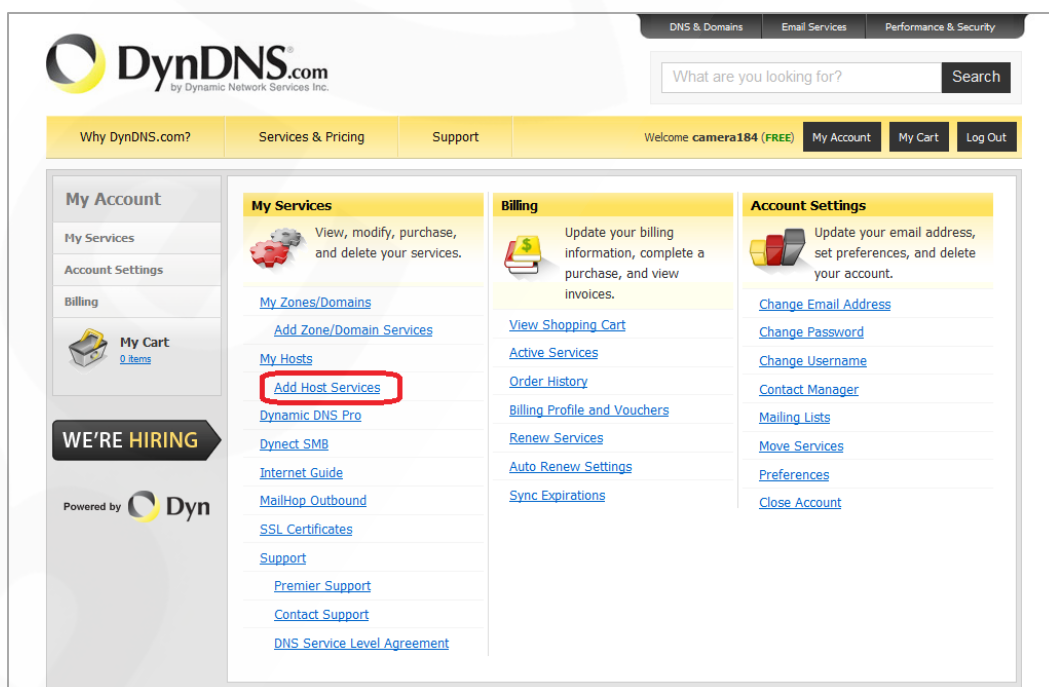 DNS & Domains
Email Services
Performance & Security
DynDNS.com
by Dynamic Network Services Inc.
What are you looking for?
Search
Why DynDNS.com?
Services & Pricing
Support
Welcome camera184 (FREE)
My Account
My Cart
Log Out
My Account
My Services
Account Settings
Billing
My Cart
0 items
WE'RE HIRING
Powered by Dyn
My Services
View, modify, purchase,
and delete your services.
My Zones/Domains
Add Zone/Domain Services
My Hosts
Add Host Services
Dynamic DNS Pro
Dynect SMB
Internet Guide
MailHop Outbound
SSL Certificates
Support
Premier Support
Contact Support
DNS Service Level Agreement
Billing
Update your billing
information, complete a
purchase, and view
invoices.
View Shopping Cart
Active Services
Order History
Billing Profile and Vouchers
Renew Services
Auto Renew Settings
Sync Expirations
Account Settings
Update your email address,
set preferences, and delete
your account.
Change Email Address
Change Password
Change Username
Contact Manager
Mailing Lists
Move Services
Preferences
Close Account